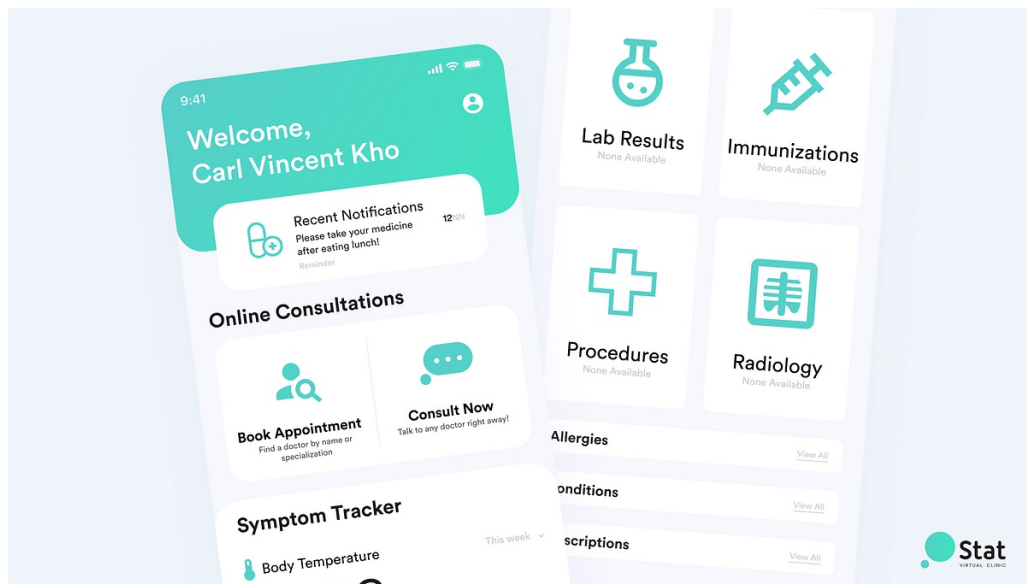 9:41
Welcome,
Carl Vincent Kho
Recent Notifications
Please take your medicine
after eating lunch!
12NN
Reminder
Online Consultations
Book Appointment
Find a doctor by name or
specialization
Consult Now
Talk to any doctor right away!
Symptom Tracker
Body Temperature
This week
Lab Results
None Available
Immunizations
None Available
Procedures
None Available
Radiology
None Available
Allergies
View All
onditions
View All
scriptions
View All
Stat
VIRTUAL CLINIC